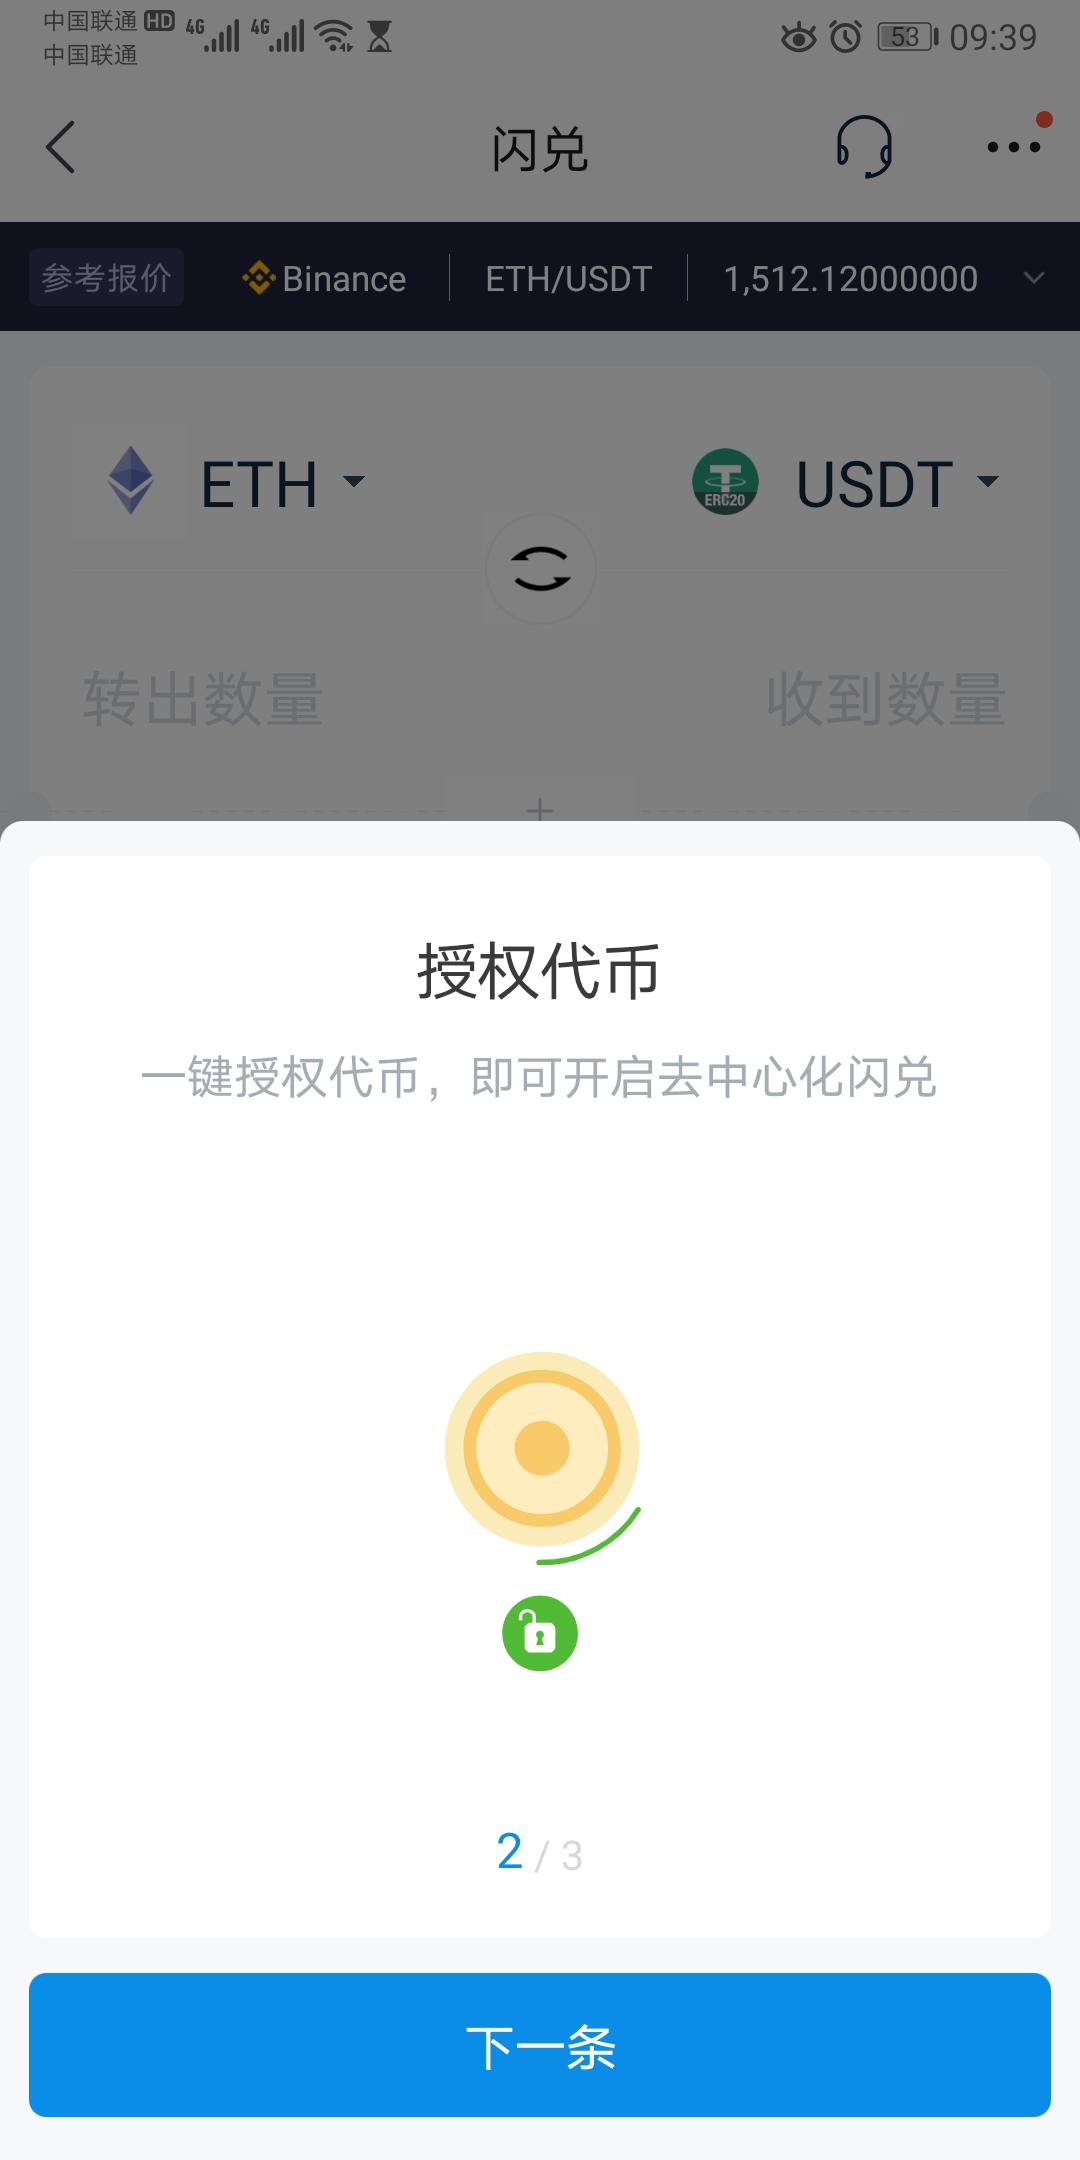 中国联通 HD 4G 4G 53 09:39
中国联通
闪兑
参考报价 Binance ETH/USDT 1,512.12000000
ETH ERC20 USDT
转出数量 收到数量
授权代币
一键授权代币，即可开启去中心化闪兑
2 / 3
下一条